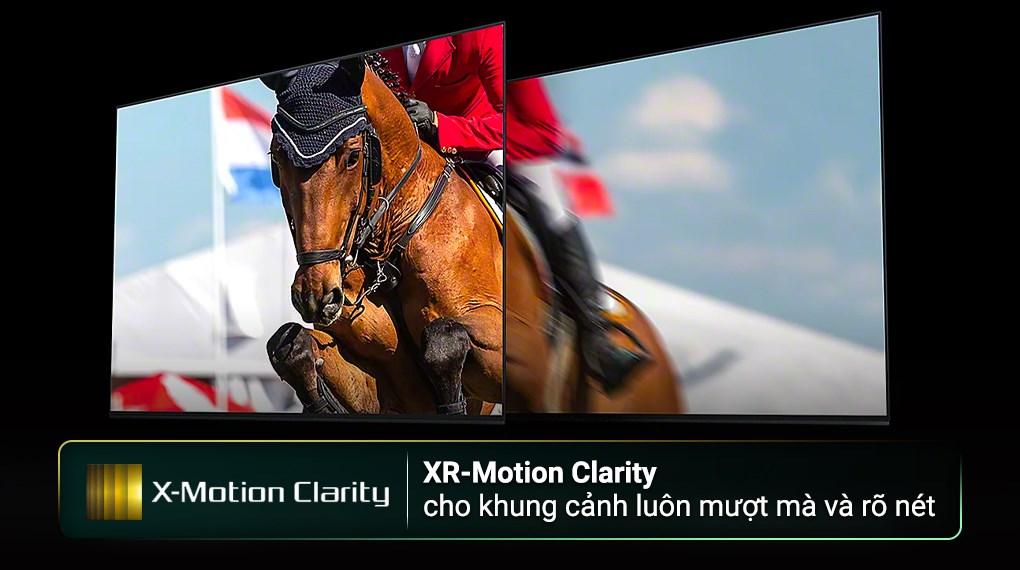 X-Motion Clarity
XR-Motion Clarity
cho khung cảnh luôn mượt mà và rõ nét